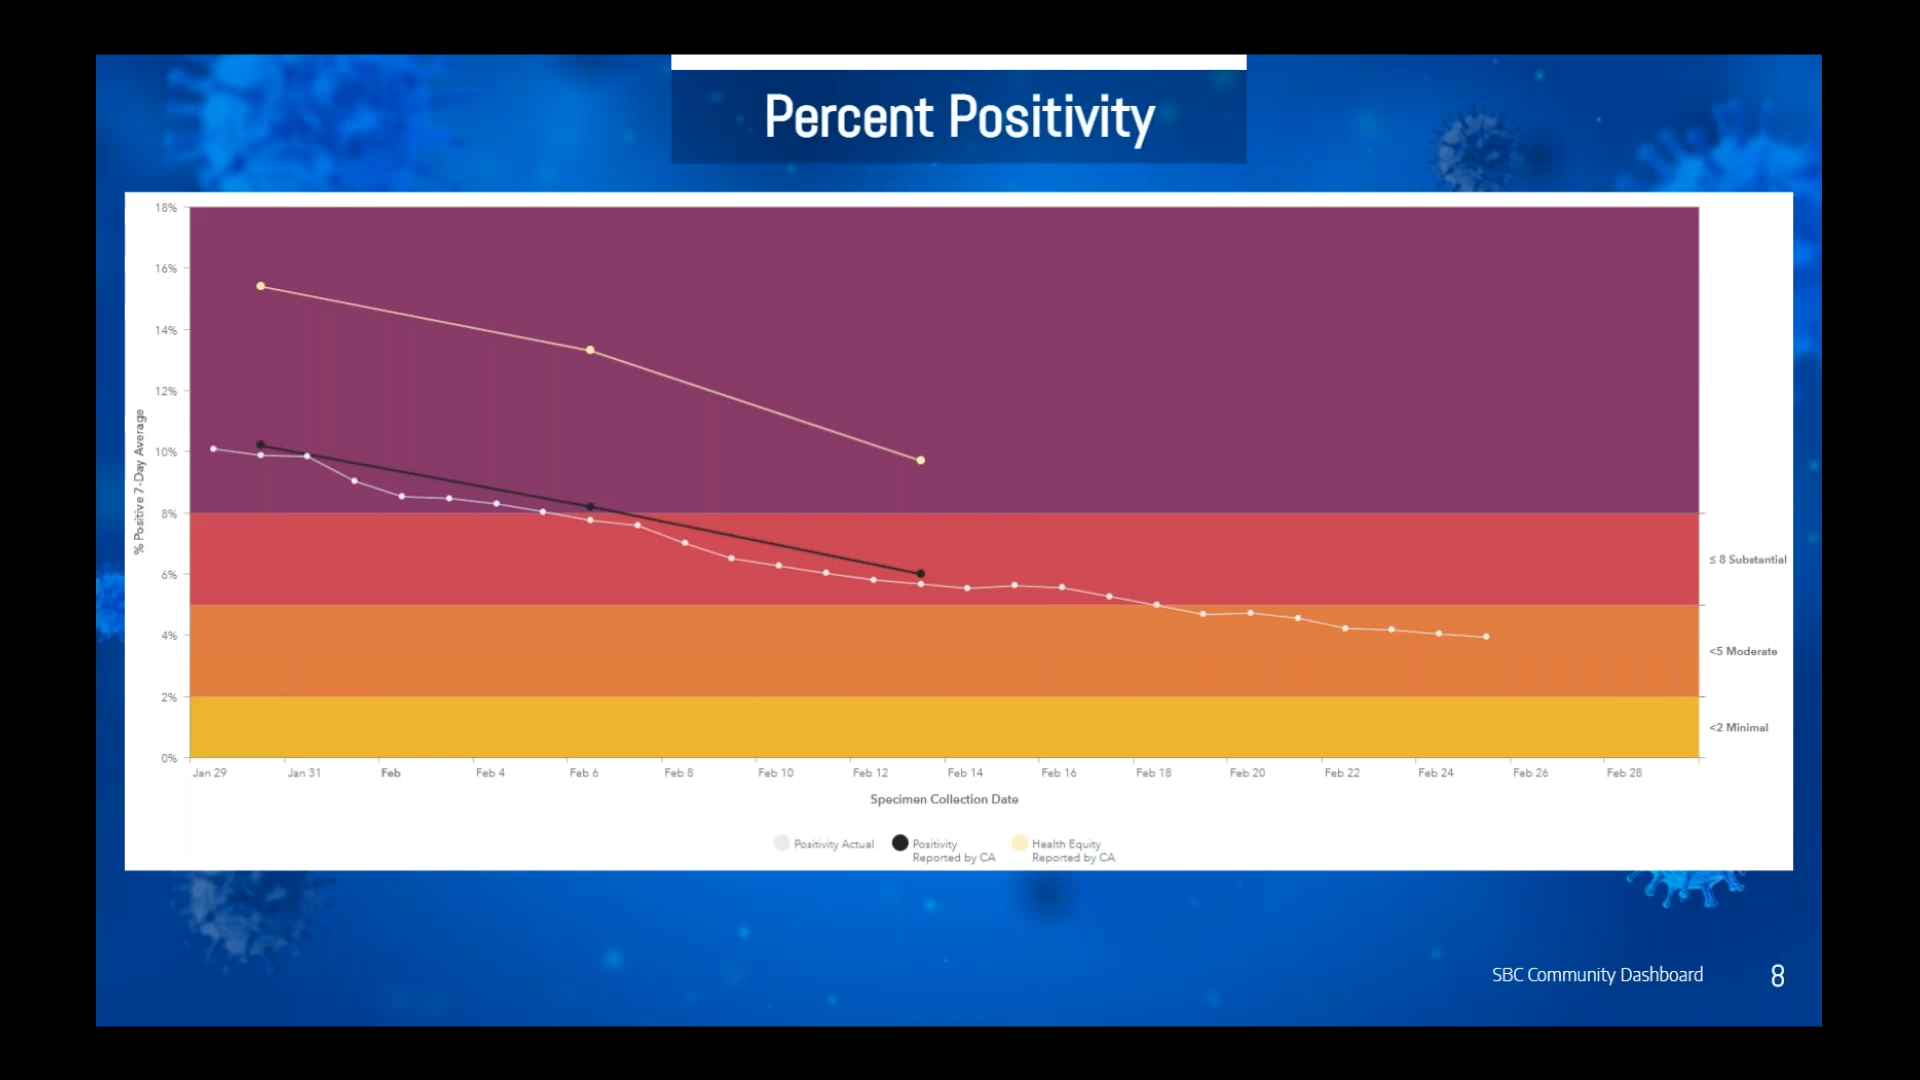 Percent Positivity
18%
16%
14%
12%
10%
8%
6%
4%
2%
0%
% Positive 7-Day Average
≤ 8 Substantial
<5 Moderate
<2 Minimal
Jan 29 Jan 31 Feb Feb 4 Feb 6 Feb 8 Feb 10 Feb 12 Feb 14 Feb 16 Feb 18 Feb 20 Feb 22 Feb 24 Feb 26 Feb 28
Specimen Collection Date
Positivity Actual
Positivity
Reported by CA
Health Equity
Reported by CA
SBC Community Dashboard
8